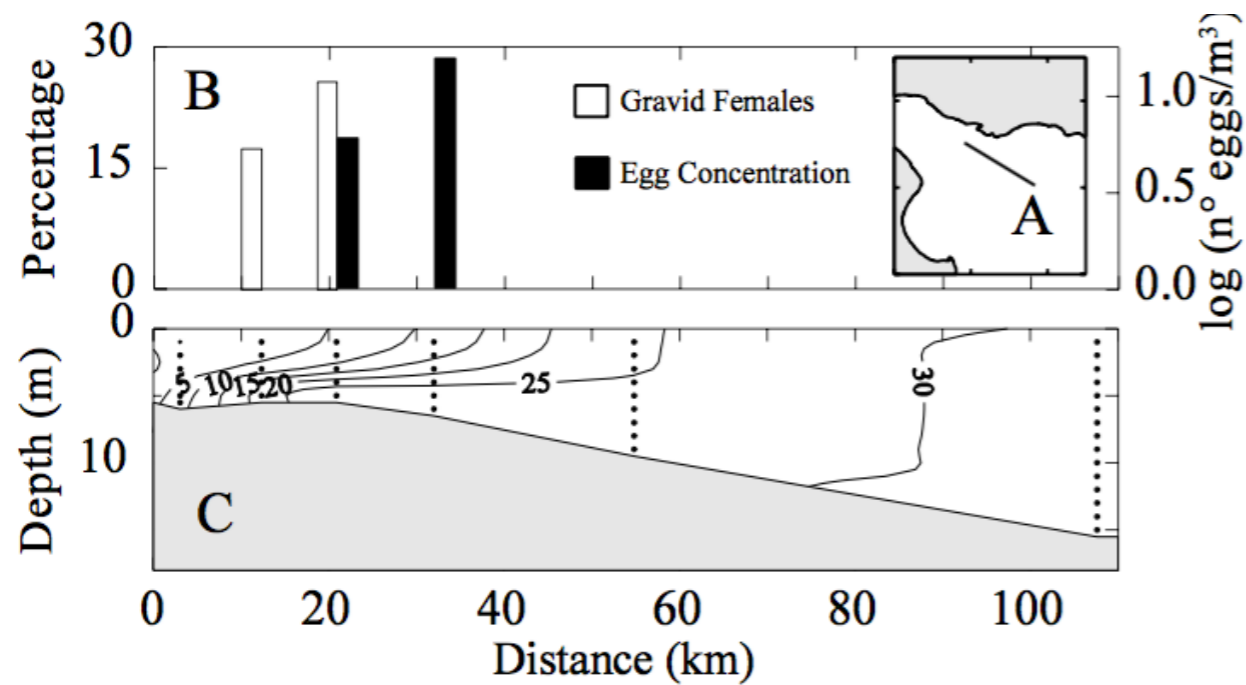 30
15
0
Percentage
B
Gravid Females
Egg Concentration
A
1.0
0.5
0.0
log (n° eggs/m³)
0
10
Depth (m)
5 10 15 20 25 30
C
0 20 40 60 80 100
Distance (km)